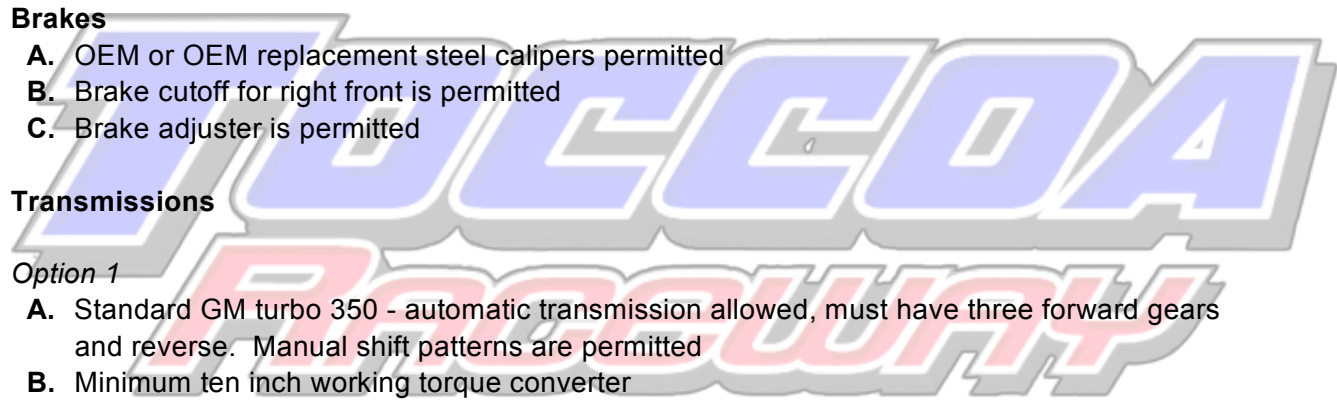 Brakes
A. OEM or OEM replacement steel calipers permitted
B. Brake cutoff for right front is permitted
C. Brake adjuster is permitted
TOCCOA
Transmissions
RACEWAY
Option 1
A. Standard GM turbo 350 - automatic transmission allowed, must have three forward gears
and reverse. Manual shift patterns are permitted
B. Minimum ten inch working torque converter